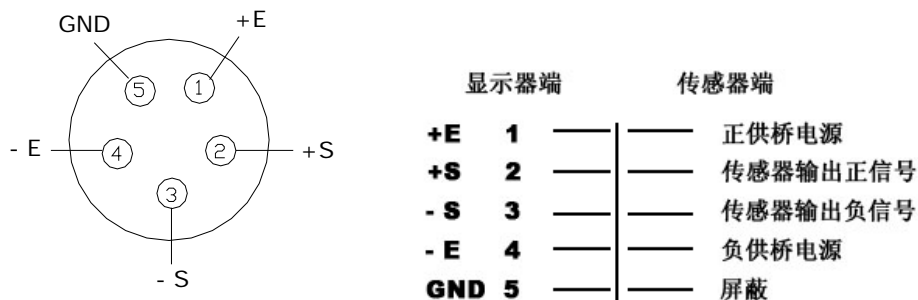 GND
+E
5
1
- E
4
2
+S
3
- S
显示器端 传感器端
+E 1 正供桥电源
+S 2 传感器输出正信号
- S 3 传感器输出负信号
- E 4 负供桥电源
GND 5 屏蔽